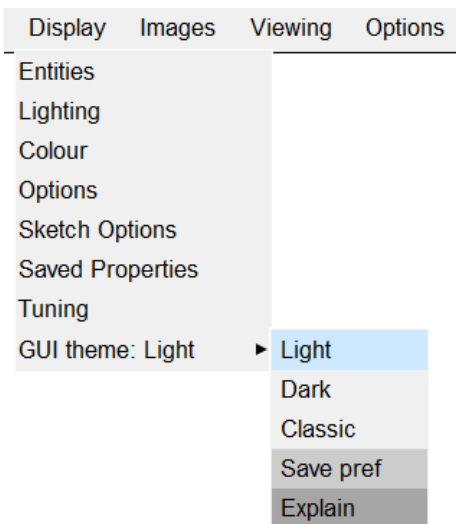 Display Images Viewing Options
Entities
Lighting
Colour
Options
Sketch Options
Saved Properties
Tuning
GUI theme: Light ► Light
Dark
Classic
Save pref
Explain